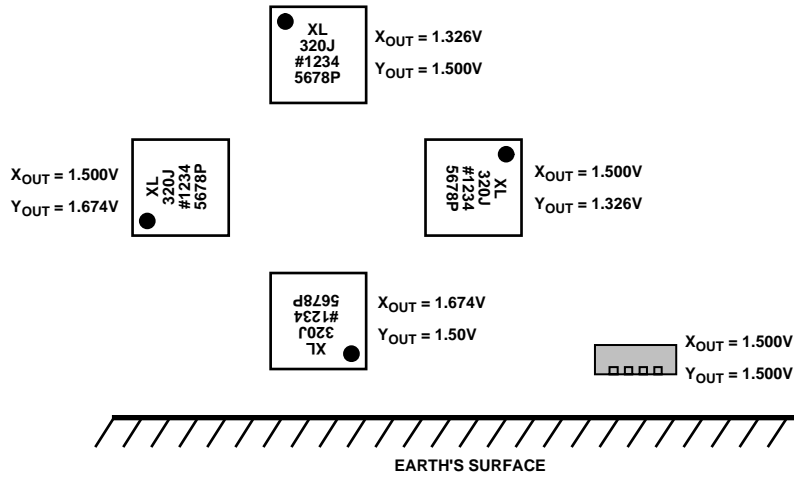 XL
320J
#1234
5678P
XOUT = 1.326V
YOUT = 1.500V
XOUT = 1.500V
YOUT = 1.674V
XL
320J
#1234
5678P
XL
320J
#1234
5678P
XOUT = 1.500V
YOUT = 1.326V
XL
320J
#1234
5678P
XOUT = 1.674V
YOUT = 1.50V
XOUT = 1.500V
YOUT = 1.500V
EARTH'S SURFACE